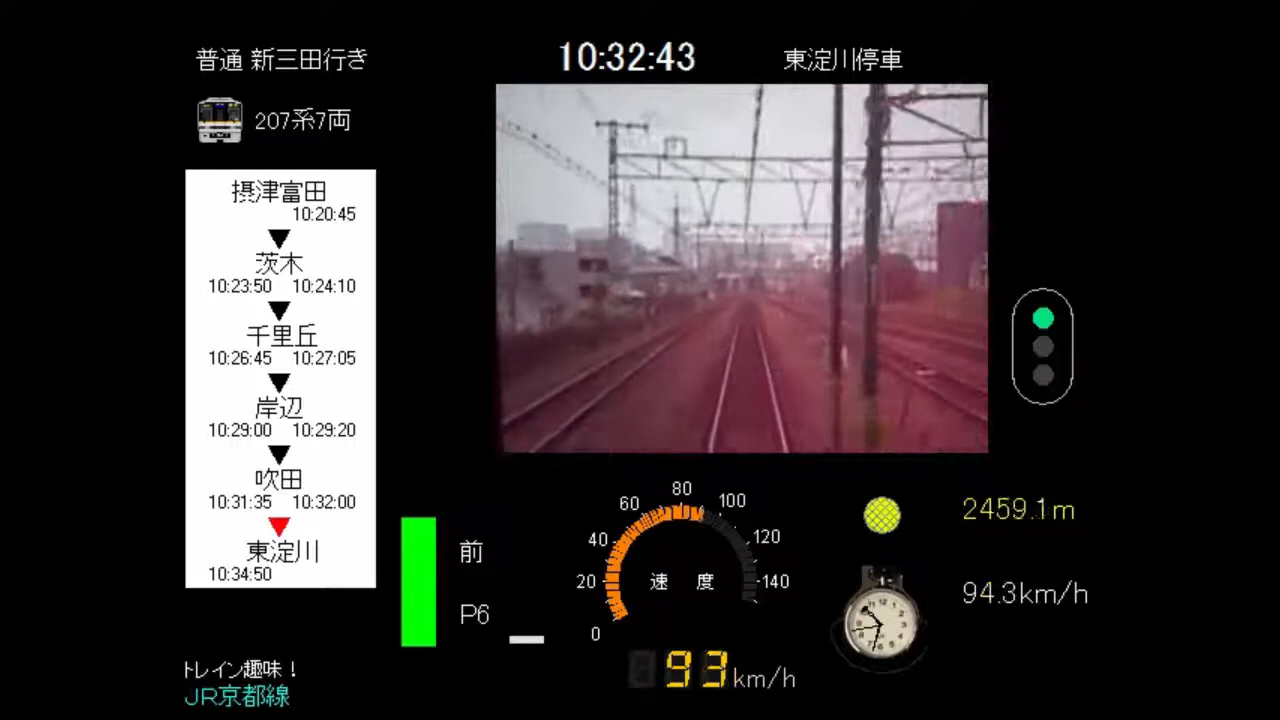 普通 新三田行き
10:32:43
東淀川停車
207系7両
摂津富田
10:20:45
茨木
10:23:50 10:24:10
千里丘
10:26:45 10:27:05
岸辺
10:29:00 10:29:20
吹田
10:31:35 10:32:00
東淀川
10:34:50
前
P6
0
20
40
60
80
100
120
140
速 度
93 km/h
2459.1m
94.3km/h
トレイン趣味！
JR京都線